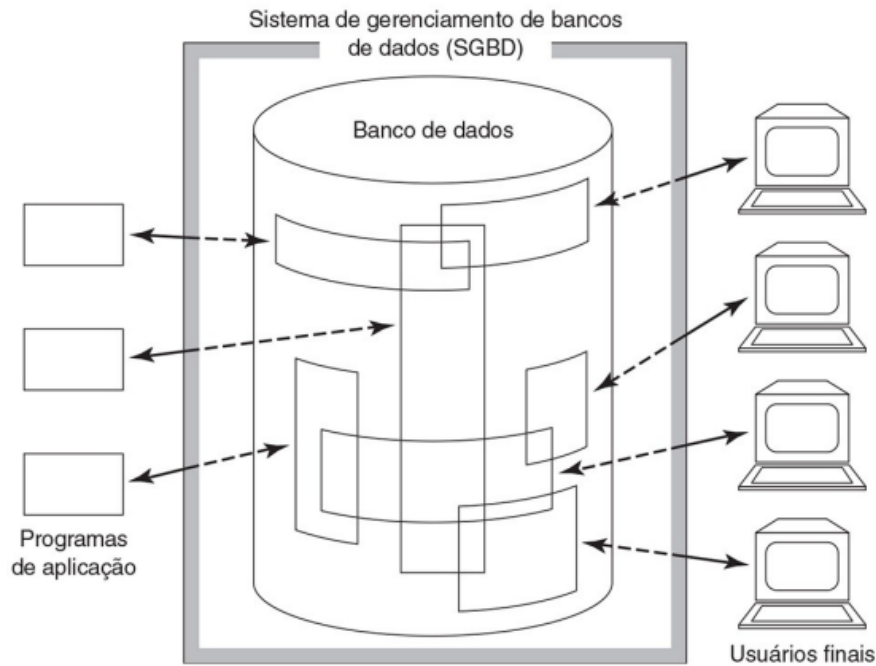 Sistema de gerenciamento de bancos
de dados (SGBD)
Banco de dados
Programas
de aplicação
Usuários finais